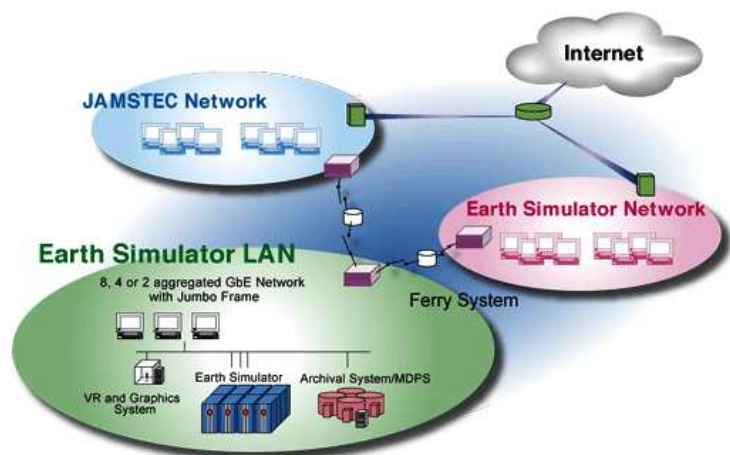 Internet
JAMSTEC Network
Earth Simulator Network
Earth Simulator LAN
8, 4 or 2 aggregated GbE Network
with Jumbo Frame
Ferry System
VR and Graphics
System
Earth Simulator
Archival System/MDPS